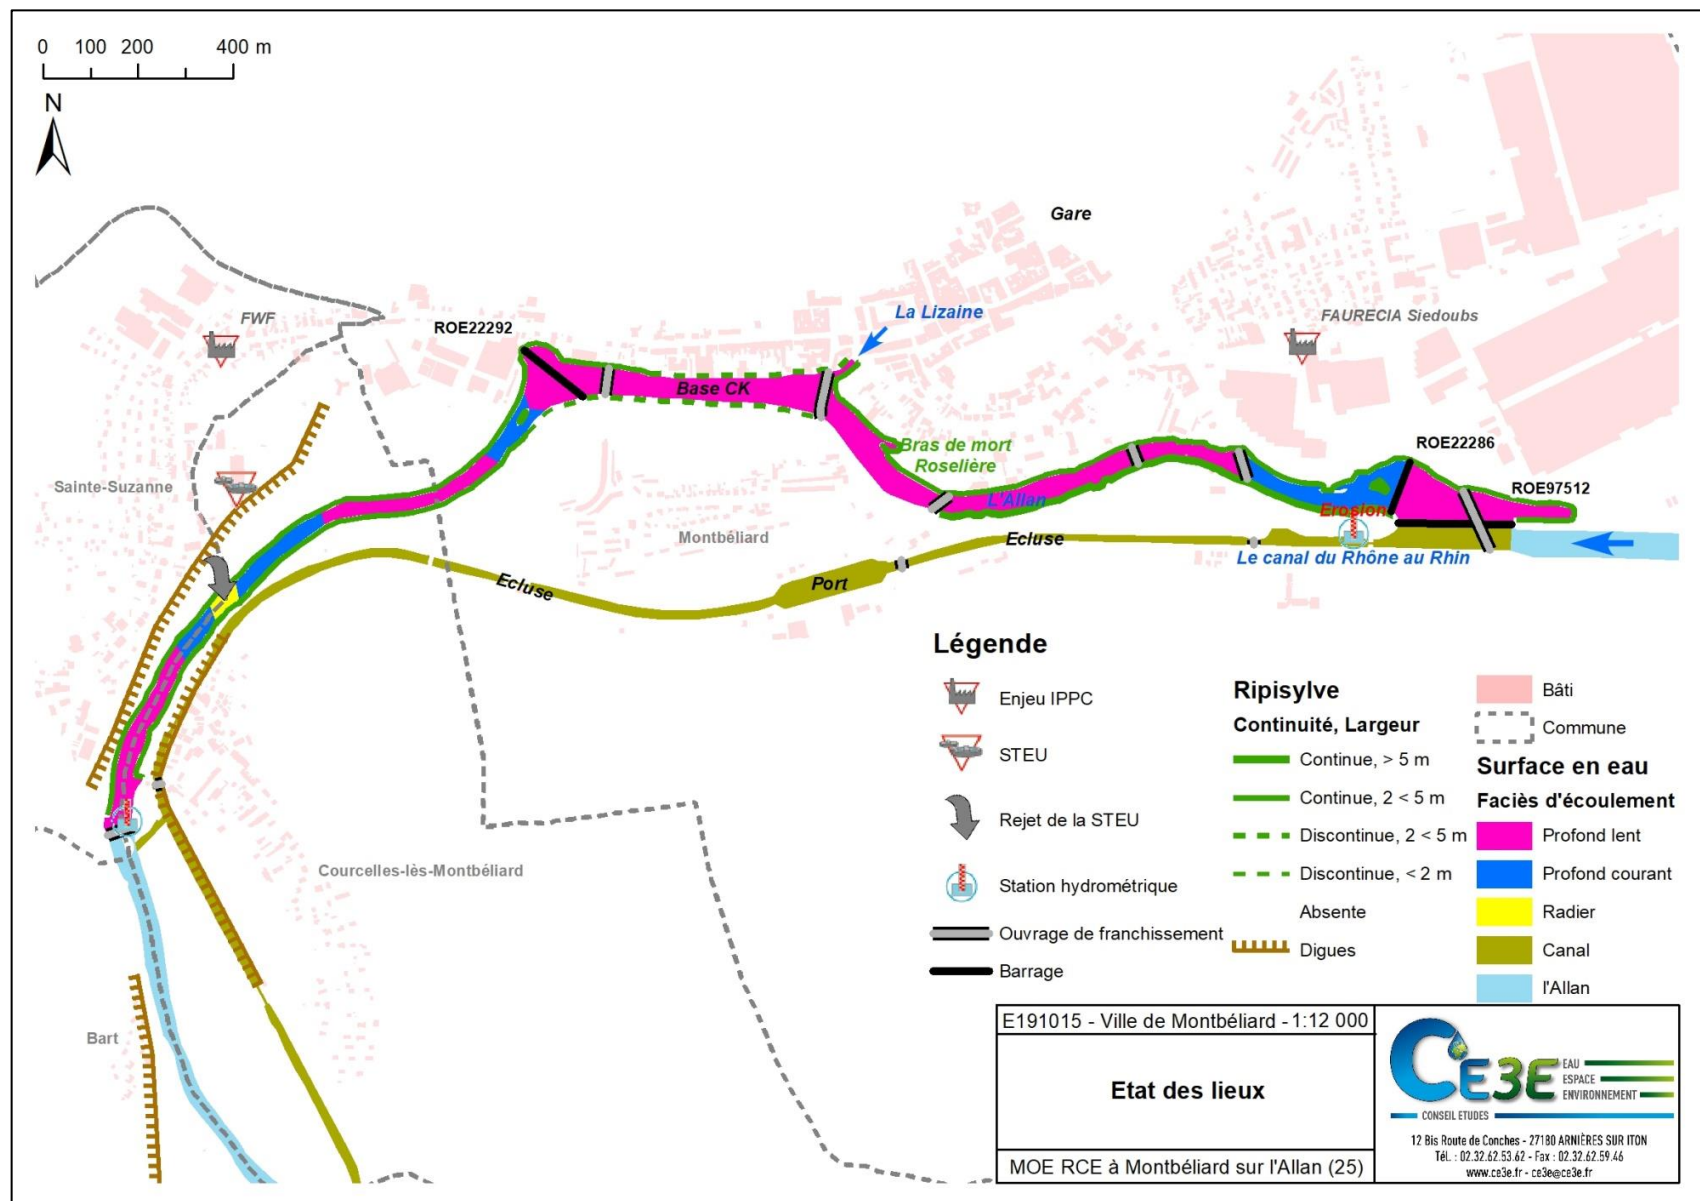 0 100 200 400 m
N
Gare
La Lizaine
FWF
FAURECIA Siedoubs
ROE22292
Base CK
Bras de mort
Roselière
ROE22286
ROE97512
Sainte-Suzanne
L'Allan
Erosion
Montbéliard
Ecluse
Le canal du Rhône au Rhin
Ecluse
Port
Courcelles-lès-Montbéliard
Bart
Légende
Enjeu IPPC
STEU
Rejet de la STEU
Station hydrométrique
Ouvrage de franchissement
Barrage
Ripisylve
Continuité, Largeur
Continue, > 5 m
Continue, 2 < 5 m
Discontinue, 2 < 5 m
Discontinue, < 2 m
Absente
Digues
Bâti
Commune
Surface en eau
Faciès d'écoulement
Profond lent
Profond courant
Radier
Canal
l'Allan
E191015 - Ville de Montbéliard - 1:12 000
Etat des lieux
MOE RCE à Montbéliard sur l'Allan (25)
CE3E
EAU
ESPACE
ENVIRONNEMENT
CONSEIL ETUDES
12 Bis Route de Conches - 27180 ARNIÈRES SUR ITON
Tél. : 02.32.62.53.62 - Fax : 02.32.62.59.46
www.ce3e.fr - ce3e@ce3e.fr